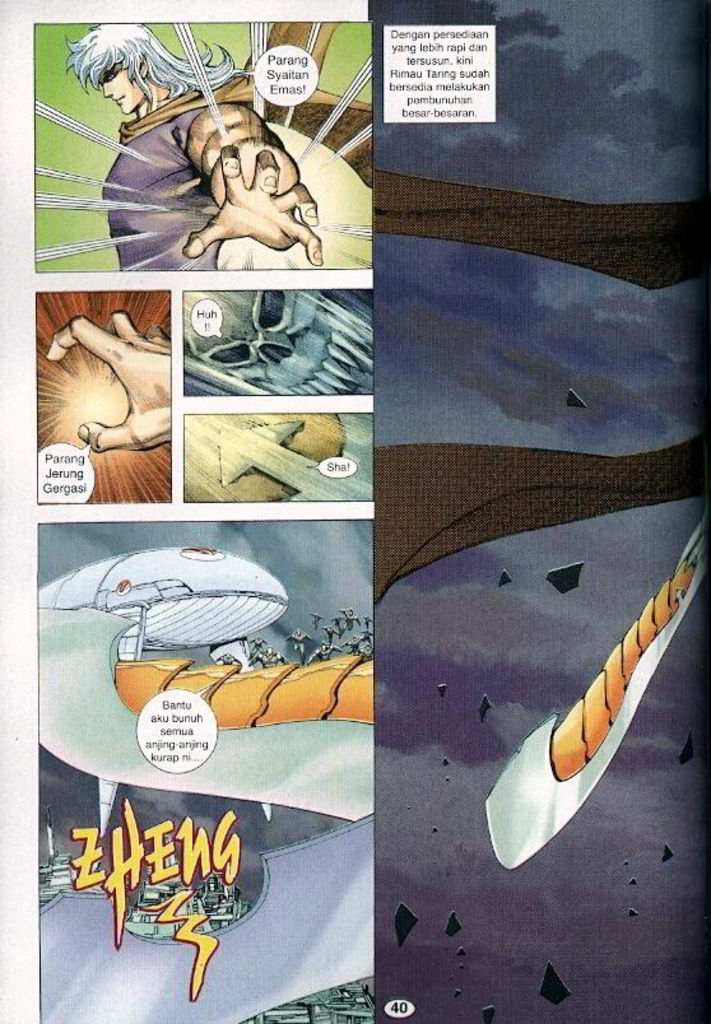 Parang
Syaitan
Emas!
Dengan persediaan
yang lebih rapi dan
tersusun, kini
Rimau Taring sudah
bersedia melakukan
pembunuhan
besar-besaran.
Huh
!!
Parang
Jerung
Gergasi
Sha!
Bantu
aku bunuh
semua
anjing-anjing
kurap ni....
ZHENG
40